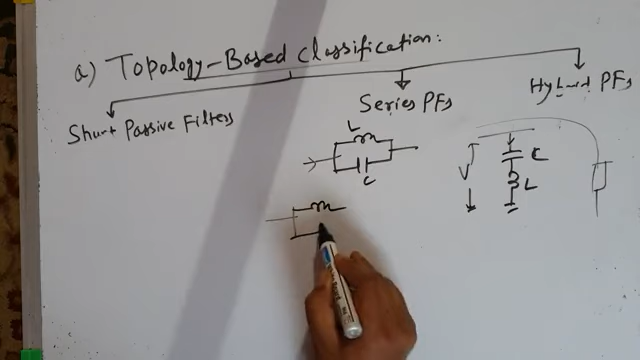 a) Topology-Based Classification:
Shunt Passive Filters
Series PFs
Hybrid PFs
L
C
V
C
L